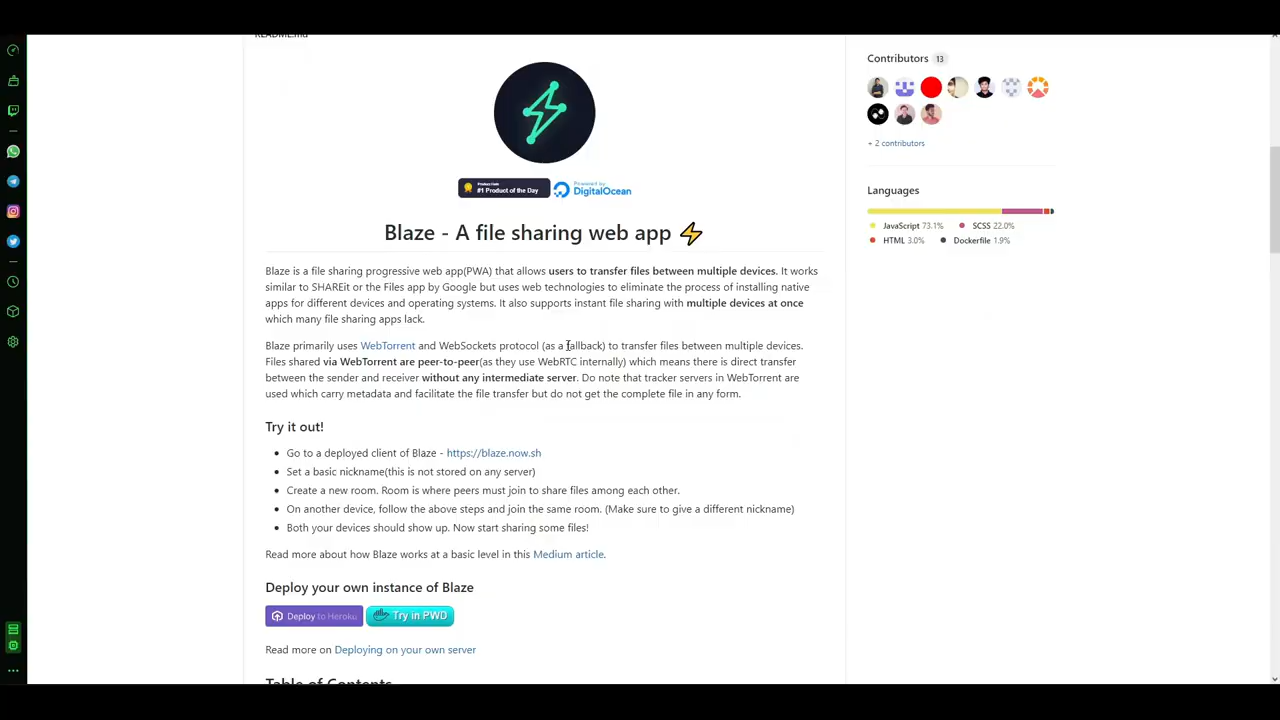 README.md
Product Hunt
#1 Product of the Day
Powered by
DigitalOcean
Blaze - A file sharing web app ⚡
Blaze is a file sharing progressive web app(PWA) that allows users to transfer files between multiple devices. It works
similar to SHAREit or the Files app by Google but uses web technologies to eliminate the process of installing native
apps for different devices and operating systems. It also supports instant file sharing with multiple devices at once
which many file sharing apps lack.
Blaze primarily uses WebTorrent and WebSockets protocol (as a fallback) to transfer files between multiple devices.
Files shared via WebTorrent are peer-to-peer(as they use WebRTC internally) which means there is direct transfer
between the sender and receiver without any intermediate server. Do note that tracker servers in WebTorrent are
used which carry metadata and facilitate the file transfer but do not get the complete file in any form.
Try it out!
• Go to a deployed client of Blaze - https://blaze.now.sh
• Set a basic nickname(this is not stored on any server)
• Create a new room. Room is where peers must join to share files among each other.
• On another device, follow the above steps and join the same room. (Make sure to give a different nickname)
• Both your devices should show up. Now start sharing some files!
Read more about how Blaze works at a basic level in this Medium article.
Deploy your own instance of Blaze
Deploy to Heroku
Try in PWD
Read more on Deploying on your own server
Table of Contents
Contributors 13
+ 2 contributors
Languages
JavaScript 73.1%
SCSS 22.0%
HTML 3.0%
Dockerfile 1.9%